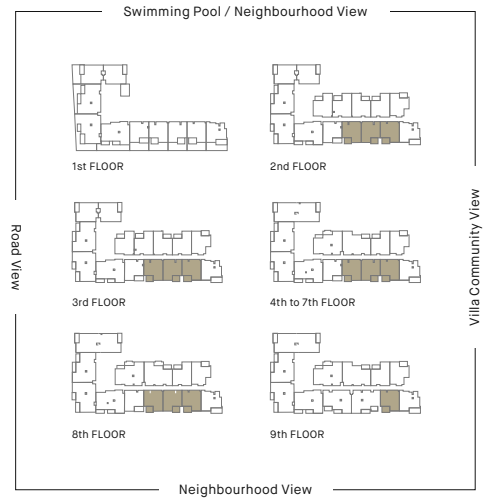 Swimming Pool / Neighbourhood View
1st FLOOR
2nd FLOOR
Road View
Villa Community View
3rd FLOOR
4th to 7th FLOOR
8th FLOOR
9th FLOOR
Neighbourhood View